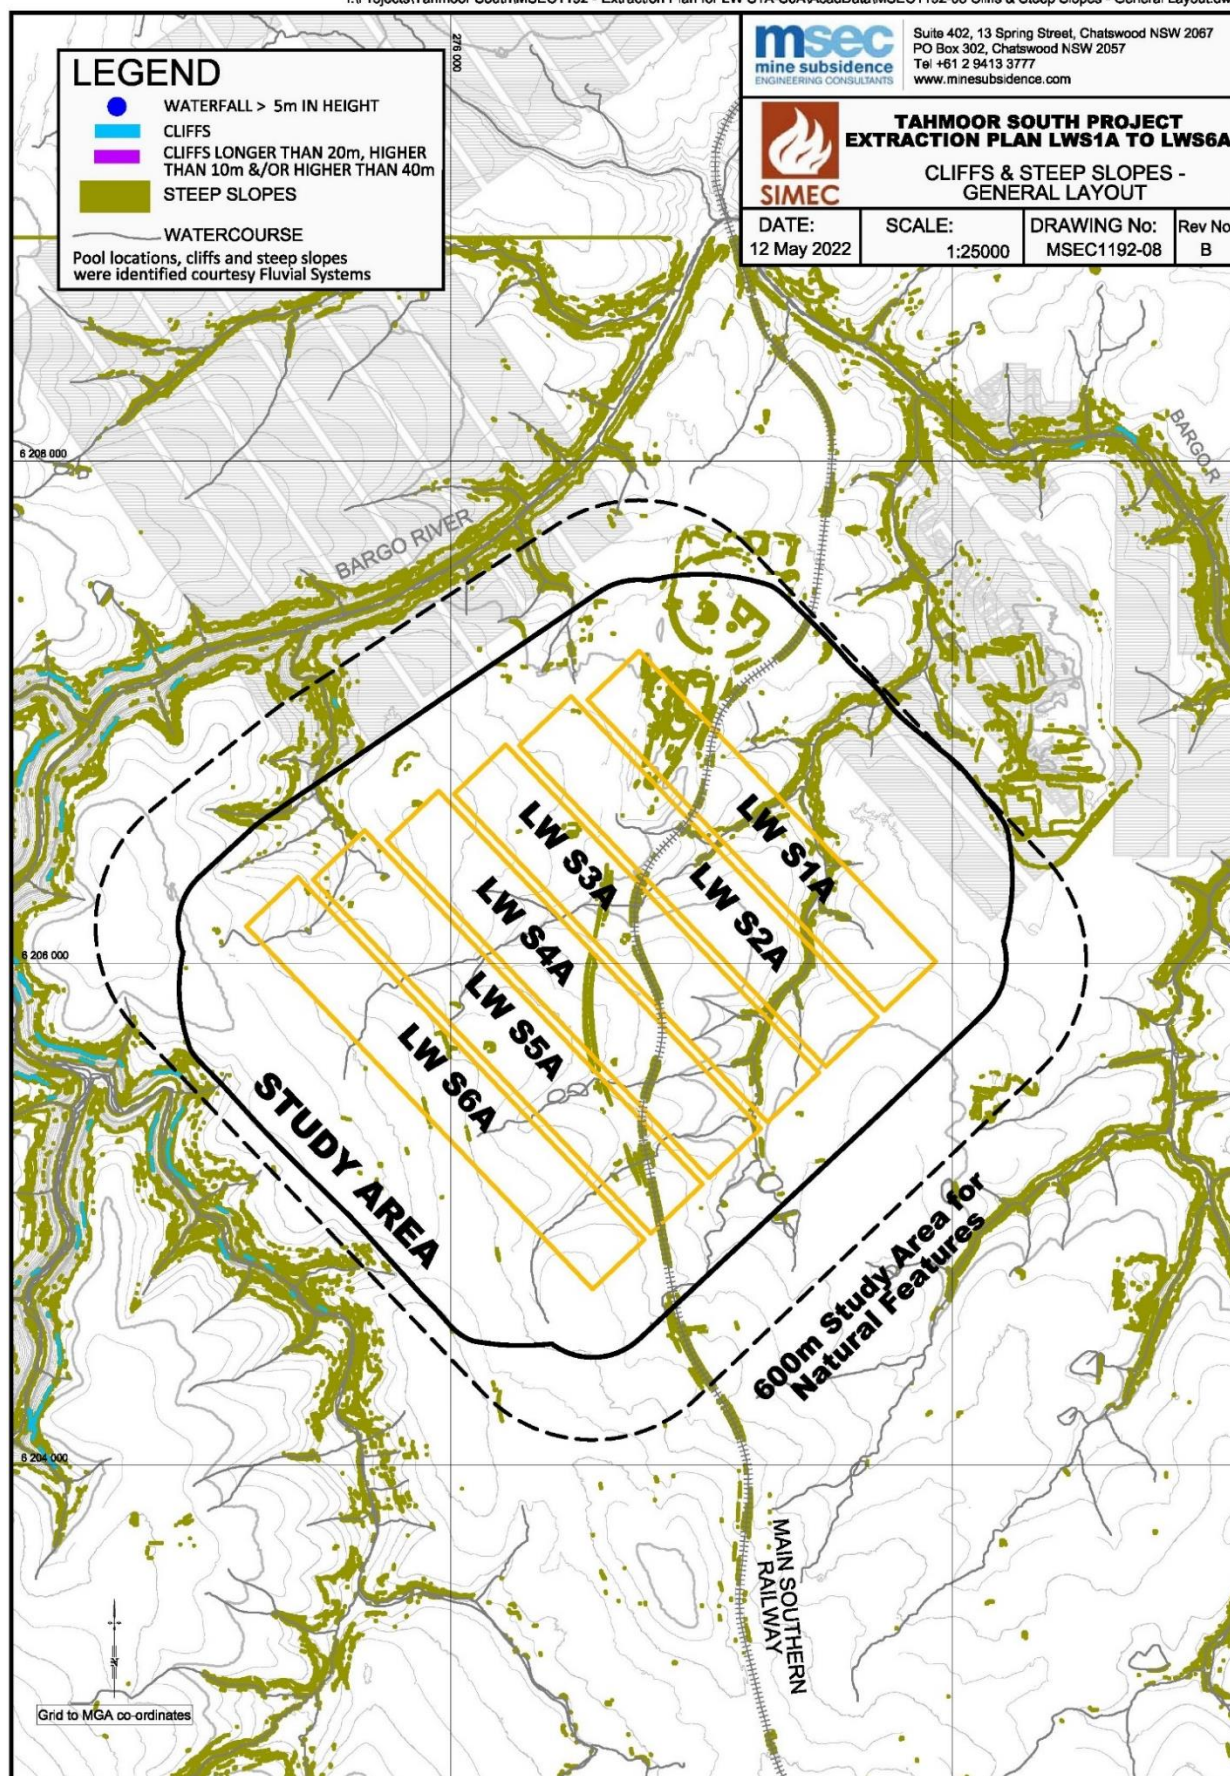 LEGEND
WATERFALL > 5m IN HEIGHT
CLIFFS
CLIFFS LONGER THAN 20m, HIGHER
THAN 10m &/OR HIGHER THAN 40m
STEEP SLOPES
WATERCOURSE
Pool locations, cliffs and steep slopes
were identified courtesy Fluvial Systems
276 000
msec
mine subsidence
ENGINEERING CONSULTANTS
Suite 402, 13 Spring Street, Chatswood NSW 2067
PO Box 302, Chatswood NSW 2057
Tel +61 2 9413 3777
www.minesubsidence.com
SIMEC
TAHMOOR SOUTH PROJECT
EXTRACTION PLAN LWS1A TO LWS6A
CLIFFS & STEEP SLOPES -
GENERAL LAYOUT
DATE:
12 May 2022
SCALE:
1:25000
DRAWING No:
MSEC1192-08
Rev No
B
BARGO R
6 208 000
BARGO RIVER
LW S1A
LW S2A
LW S3A
LW S4A
LW S5A
LW S6A
6 206 000
STUDY AREA
600m Study Area for
Natural Features
6 204 000
MAIN SOUTHERN
RAILWAY
Grid to MGA co-ordinates